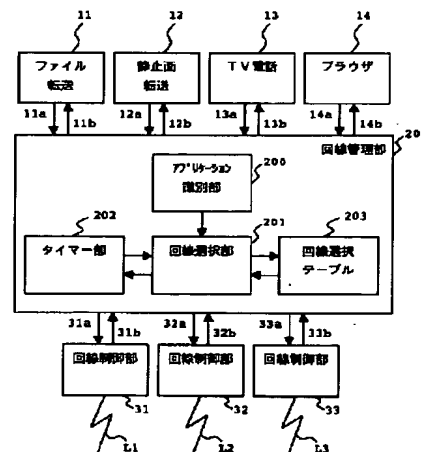 11 12 13 14
ファイル 静止画 TV電話 ブラウザ
転送 転送
11a 11b 12a 12b 13a 13b 14a 14b
回線管理部 20
アプリケーション 200
識別部
202 201 203
タイマー部 回線選択部 回線選択
テーブル
31a 31b 32a 32b 33a 33b
回線制御部 回線制御部 回線制御部
31 32 33
L1 L2 L3